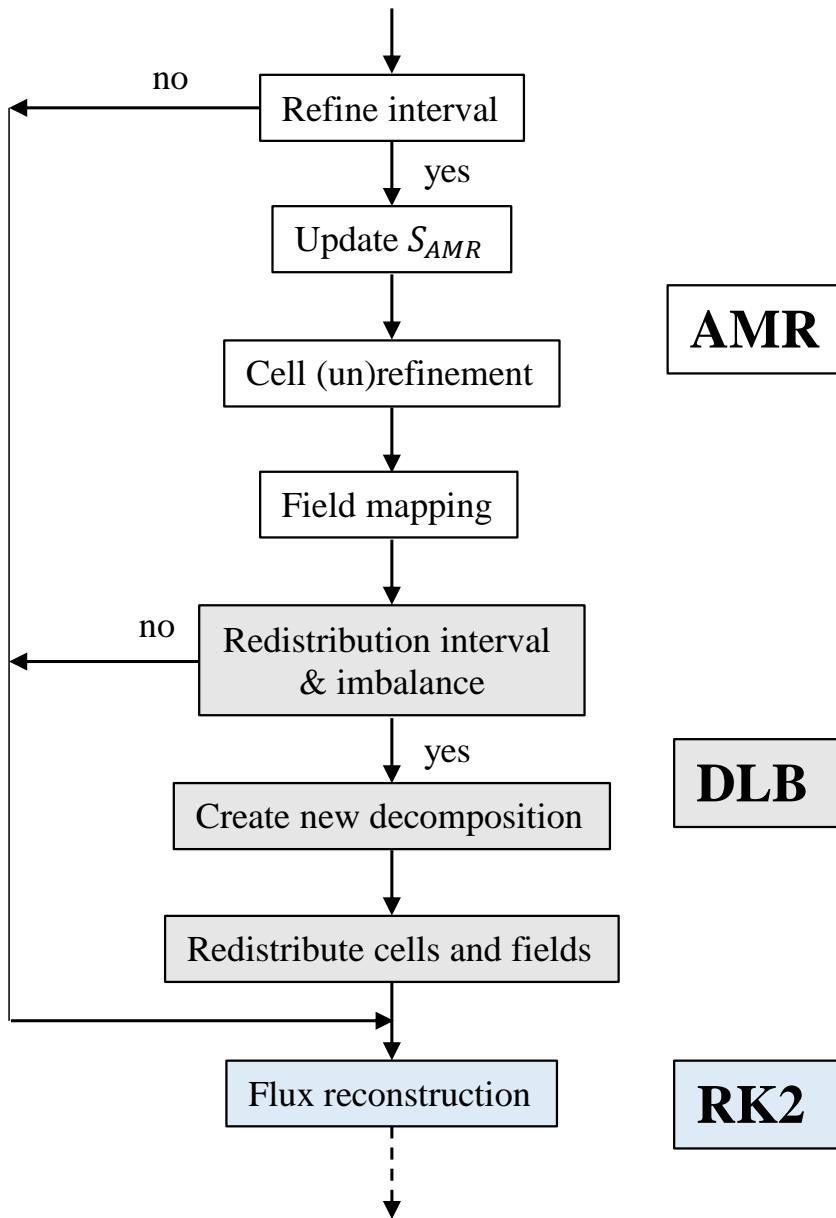 no
Refine interval
yes
Update S_AMR
AMR
Cell (un)refinement
Field mapping
no
Redistribution interval
& imbalance
yes
DLB
Create new decomposition
Redistribute cells and fields
Flux reconstruction
RK2